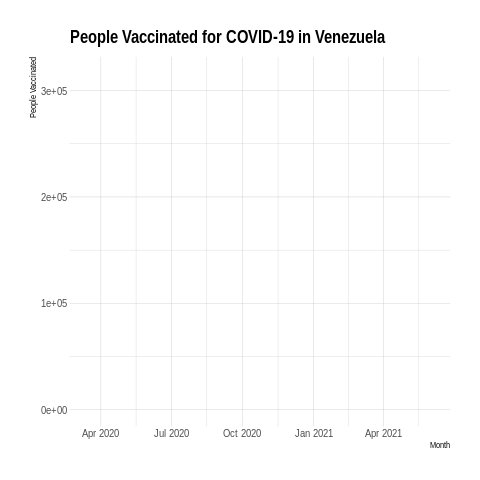 People Vaccinated for COVID-19 in Venezuela
People Vaccinated
3e+05
2e+05
1e+05
0e+00
Apr 2020 Jul 2020 Oct 2020 Jan 2021 Apr 2021
Month